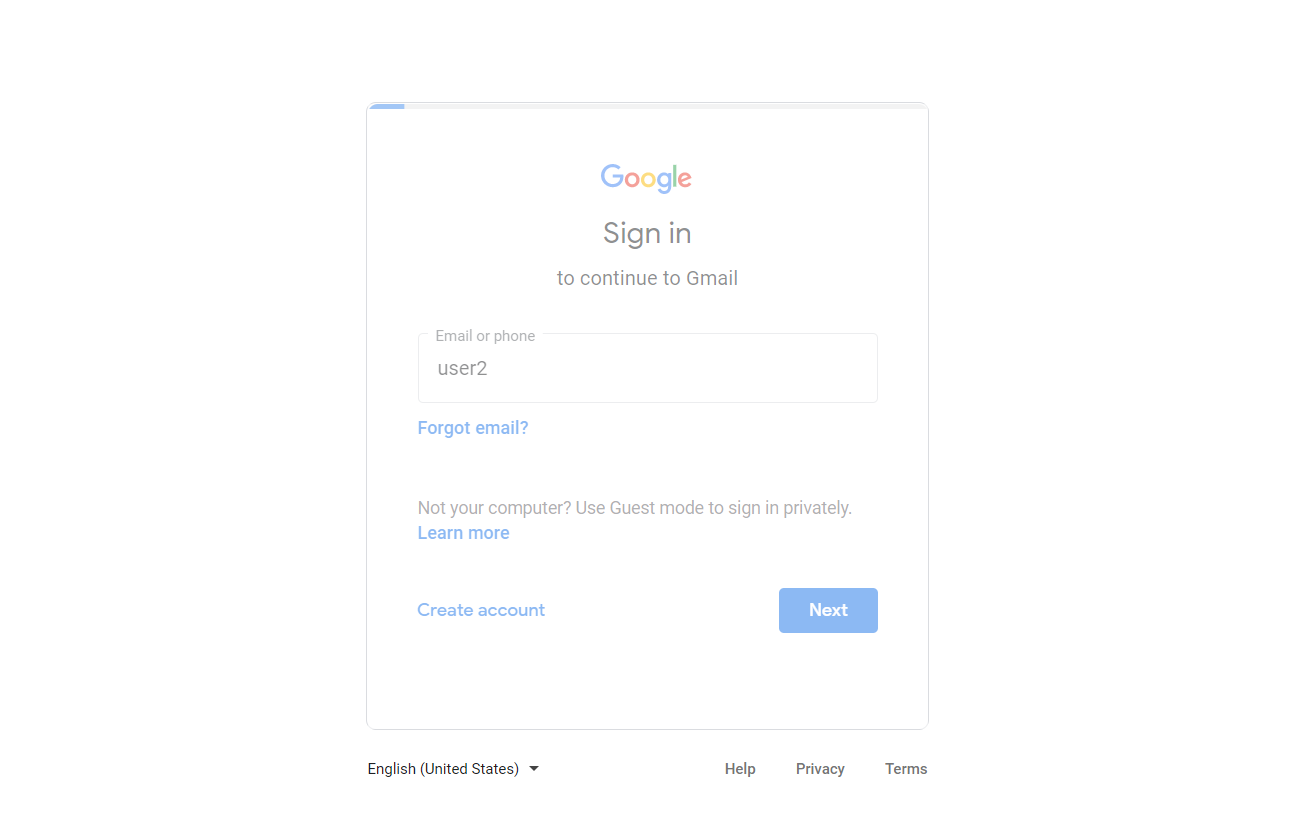 Google
Sign in
to continue to Gmail
Email or phone
user2
Forgot email?
Not your computer? Use Guest mode to sign in privately.
Learn more
Create account
Next
English (United States)
Help
Privacy
Terms